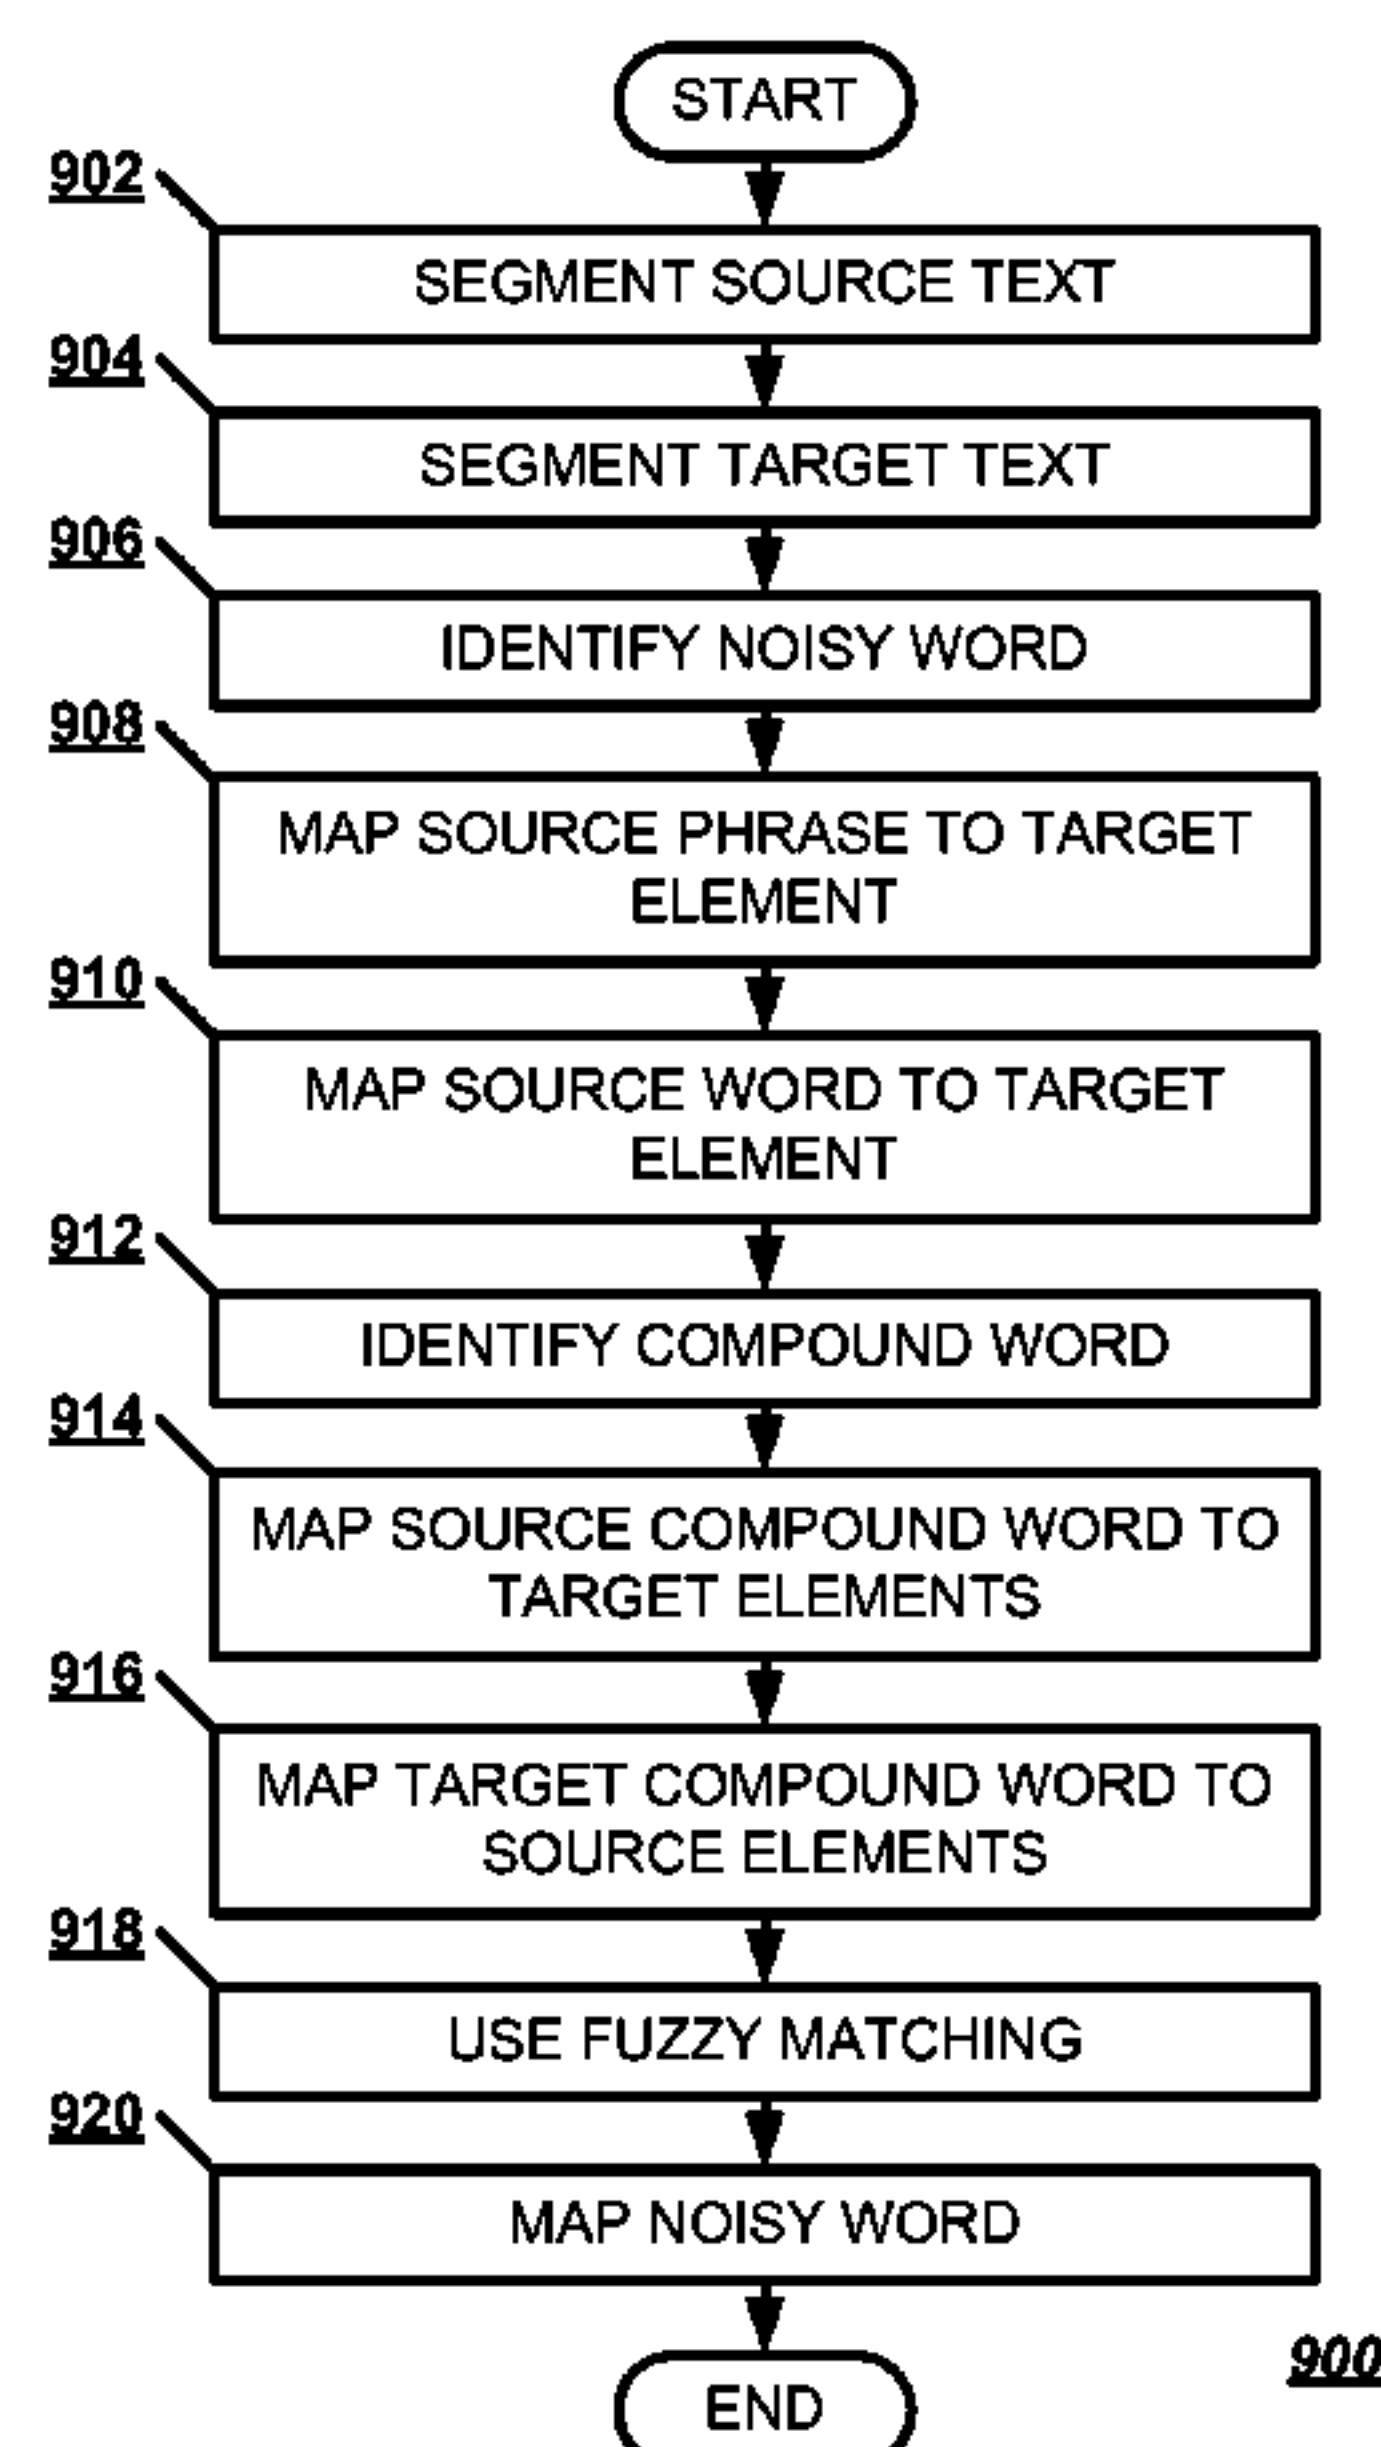 START
902
SEGMENT SOURCE TEXT
904
SEGMENT TARGET TEXT
906
IDENTIFY NOISY WORD
908
MAP SOURCE PHRASE TO TARGET
ELEMENT
910
MAP SOURCE WORD TO TARGET
ELEMENT
912
IDENTIFY COMPOUND WORD
914
MAP SOURCE COMPOUND WORD TO
TARGET ELEMENTS
916
MAP TARGET COMPOUND WORD TO
SOURCE ELEMENTS
918
USE FUZZY MATCHING
920
MAP NOISY WORD
900
END